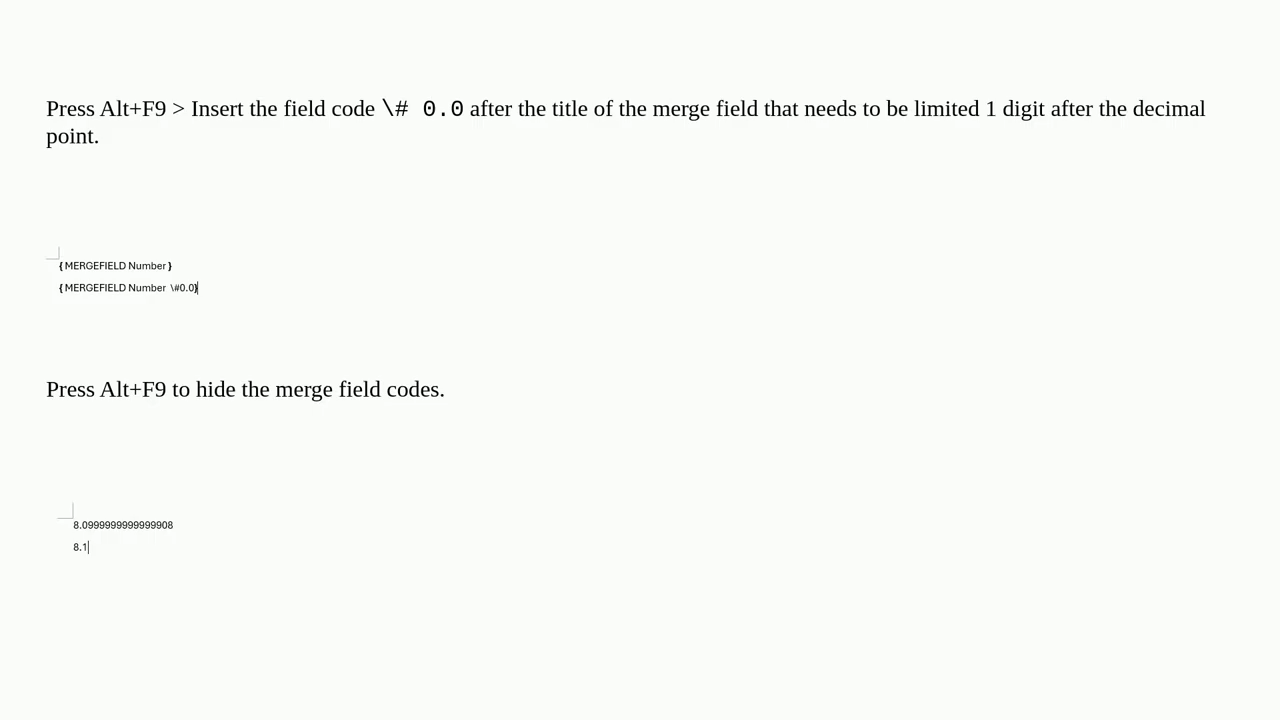 Press Alt+F9 > Insert the field code \# 0.0 after the title of the merge field that needs to be limited 1 digit after the decimal
point.
{ MERGEFIELD Number }
{ MERGEFIELD Number \#0.0}
Press Alt+F9 to hide the merge field codes.
8.0999999999999908
8.1